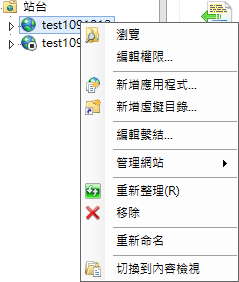 站台
test1091013
test109
瀏覽
編輯權限...
新增應用程式...
新增虛擬目錄...
編輯繫結...
管理網站
重新整理(R)
移除
重新命名
切換到內容檢視